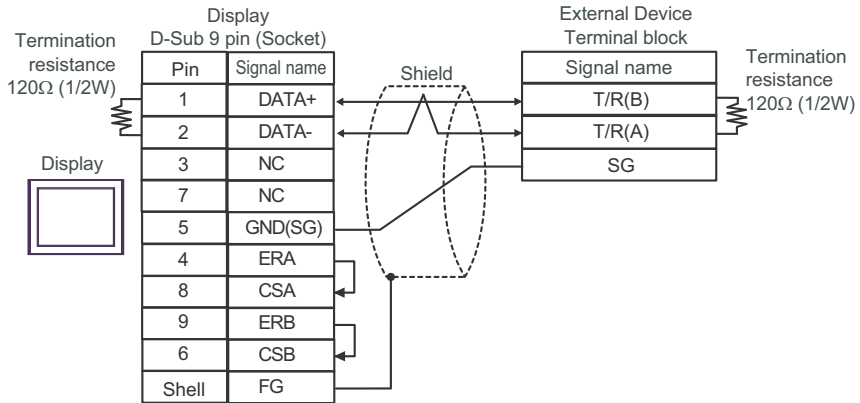 Display
D-Sub 9 pin (Socket)
External Device
Terminal block
Termination
resistance
120Ω (1/2W)
Pin Signal name
1 DATA+
2 DATA-
3 NC
7 NC
5 GND(SG)
4 ERA
8 CSA
9 ERB
6 CSB
Shell FG
Display
Shield
Signal name
T/R(B)
T/R(A)
SG
Termination
resistance
120Ω (1/2W)